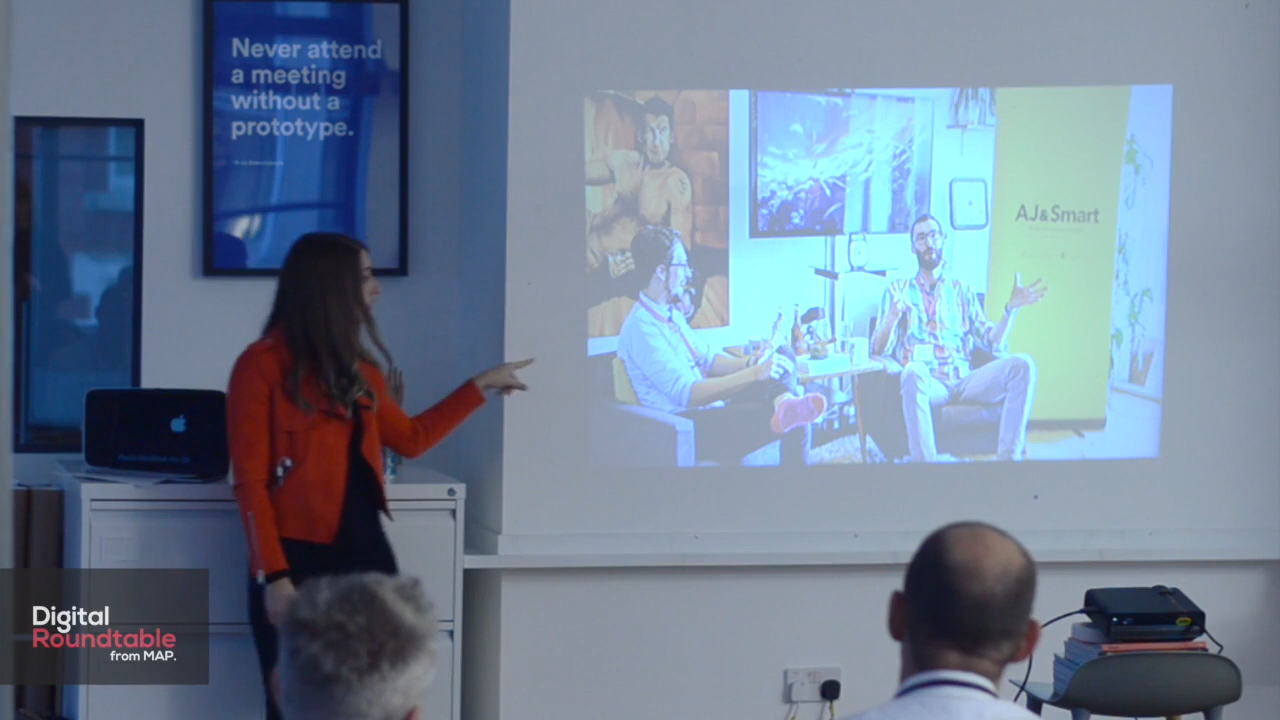 Never attend
a meeting
without a
prototype.
AJ&Smart
Digital
Roundtable
from MAP.